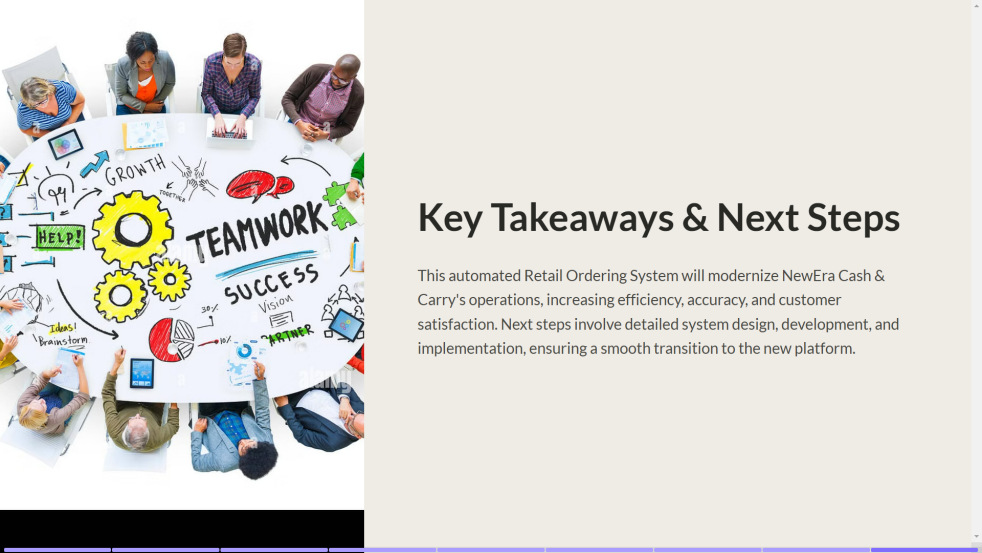 GROWTH
TOGETHER
HELP!
TEAMWORK
SUCCESS
30%
Vision
10%
PARTNER
Ideas!
Brainstorm
alamy
Key Takeaways & Next Steps
This automated Retail Ordering System will modernize NewEra Cash &
Carry's operations, increasing efficiency, accuracy, and customer
satisfaction. Next steps involve detailed system design, development, and
implementation, ensuring a smooth transition to the new platform.